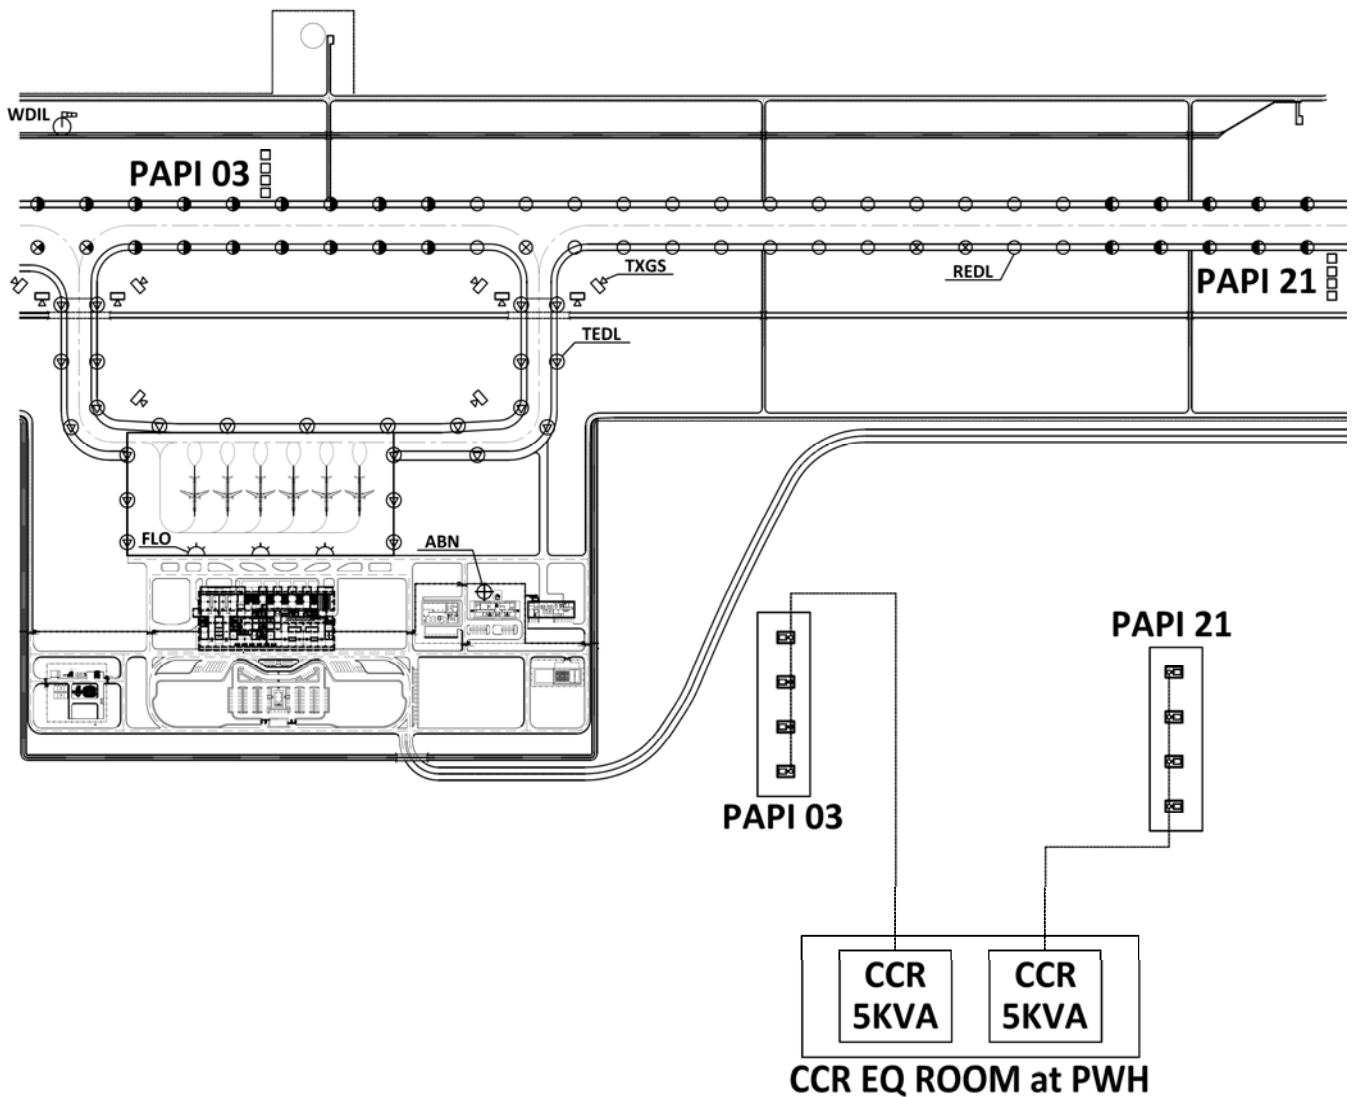 WDIL
PAPI 03
TXGS
REDL
PAPI 21
TEDL
FLO
ABN
PAPI 21
PAPI 03
CCR
5KVA
CCR
5KVA
CCR EQ ROOM at PWH